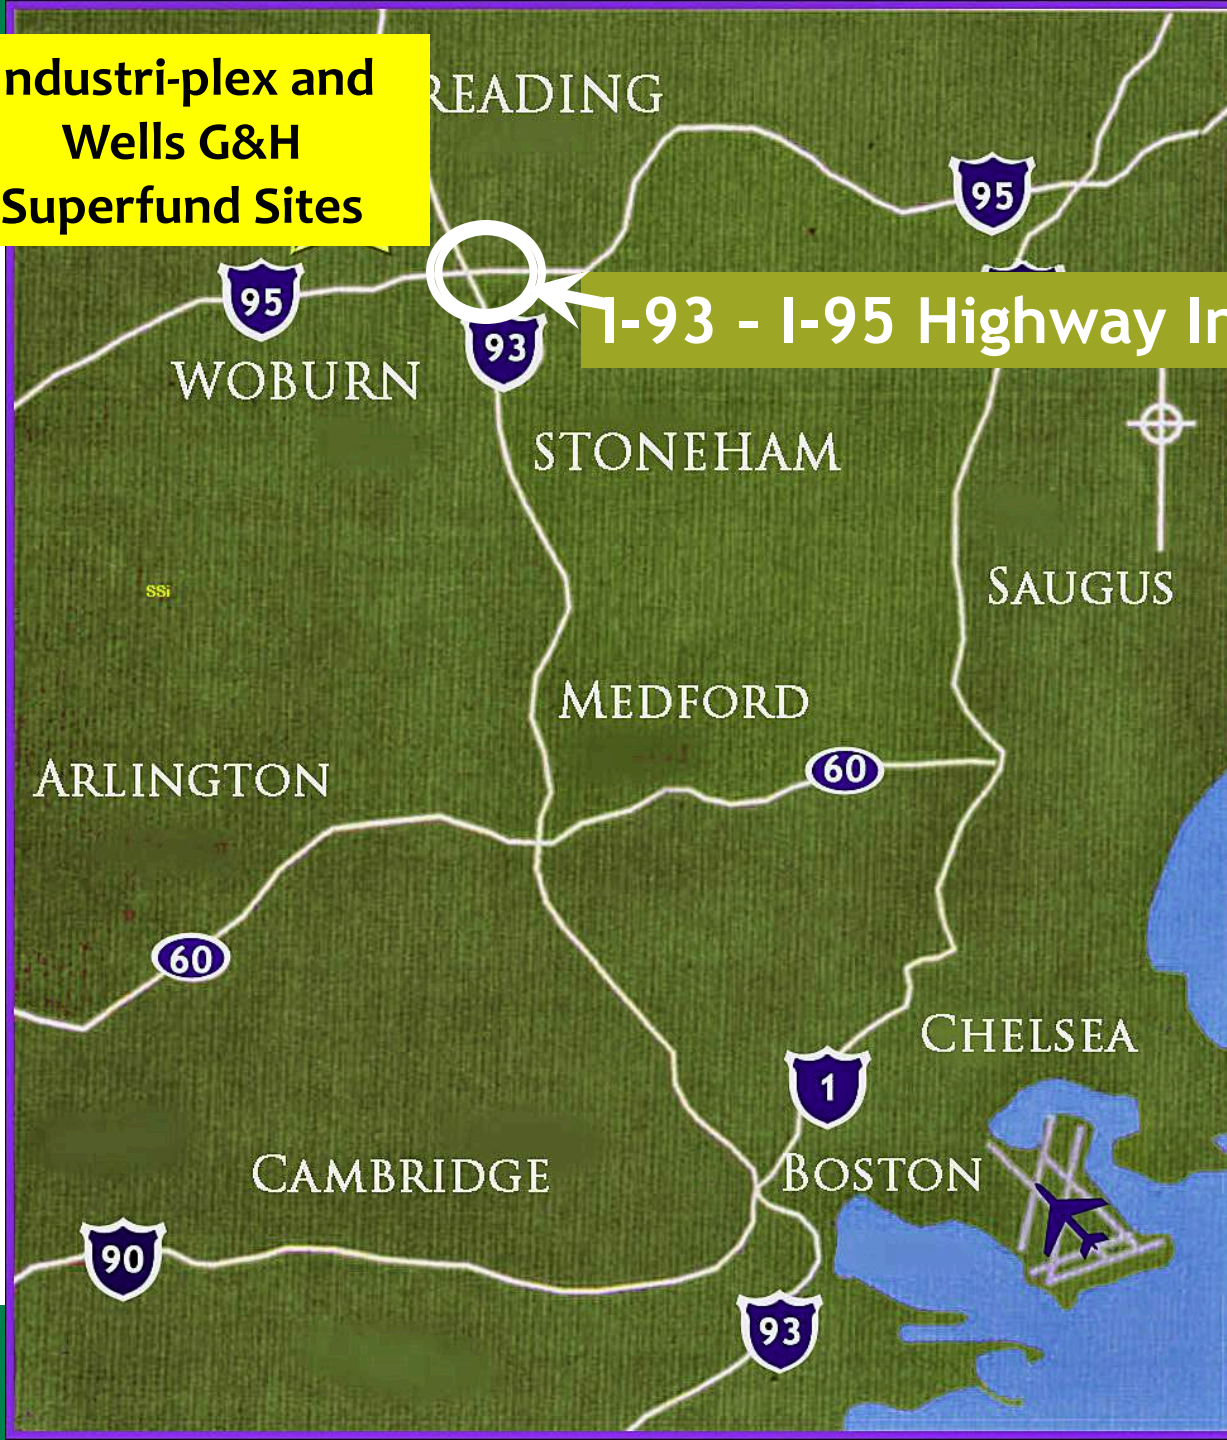 ndustri-plex and
Wells G&H
Superfund Sites
READING
95
95
I-93 - I-95 Highway In
93
WOBURN
STONEHAM
SAUGUS
ssi
MEDFORD
60
ARLINGTON
60
CHELSEA
1
CAMBRIDGE
BOSTON
90
93